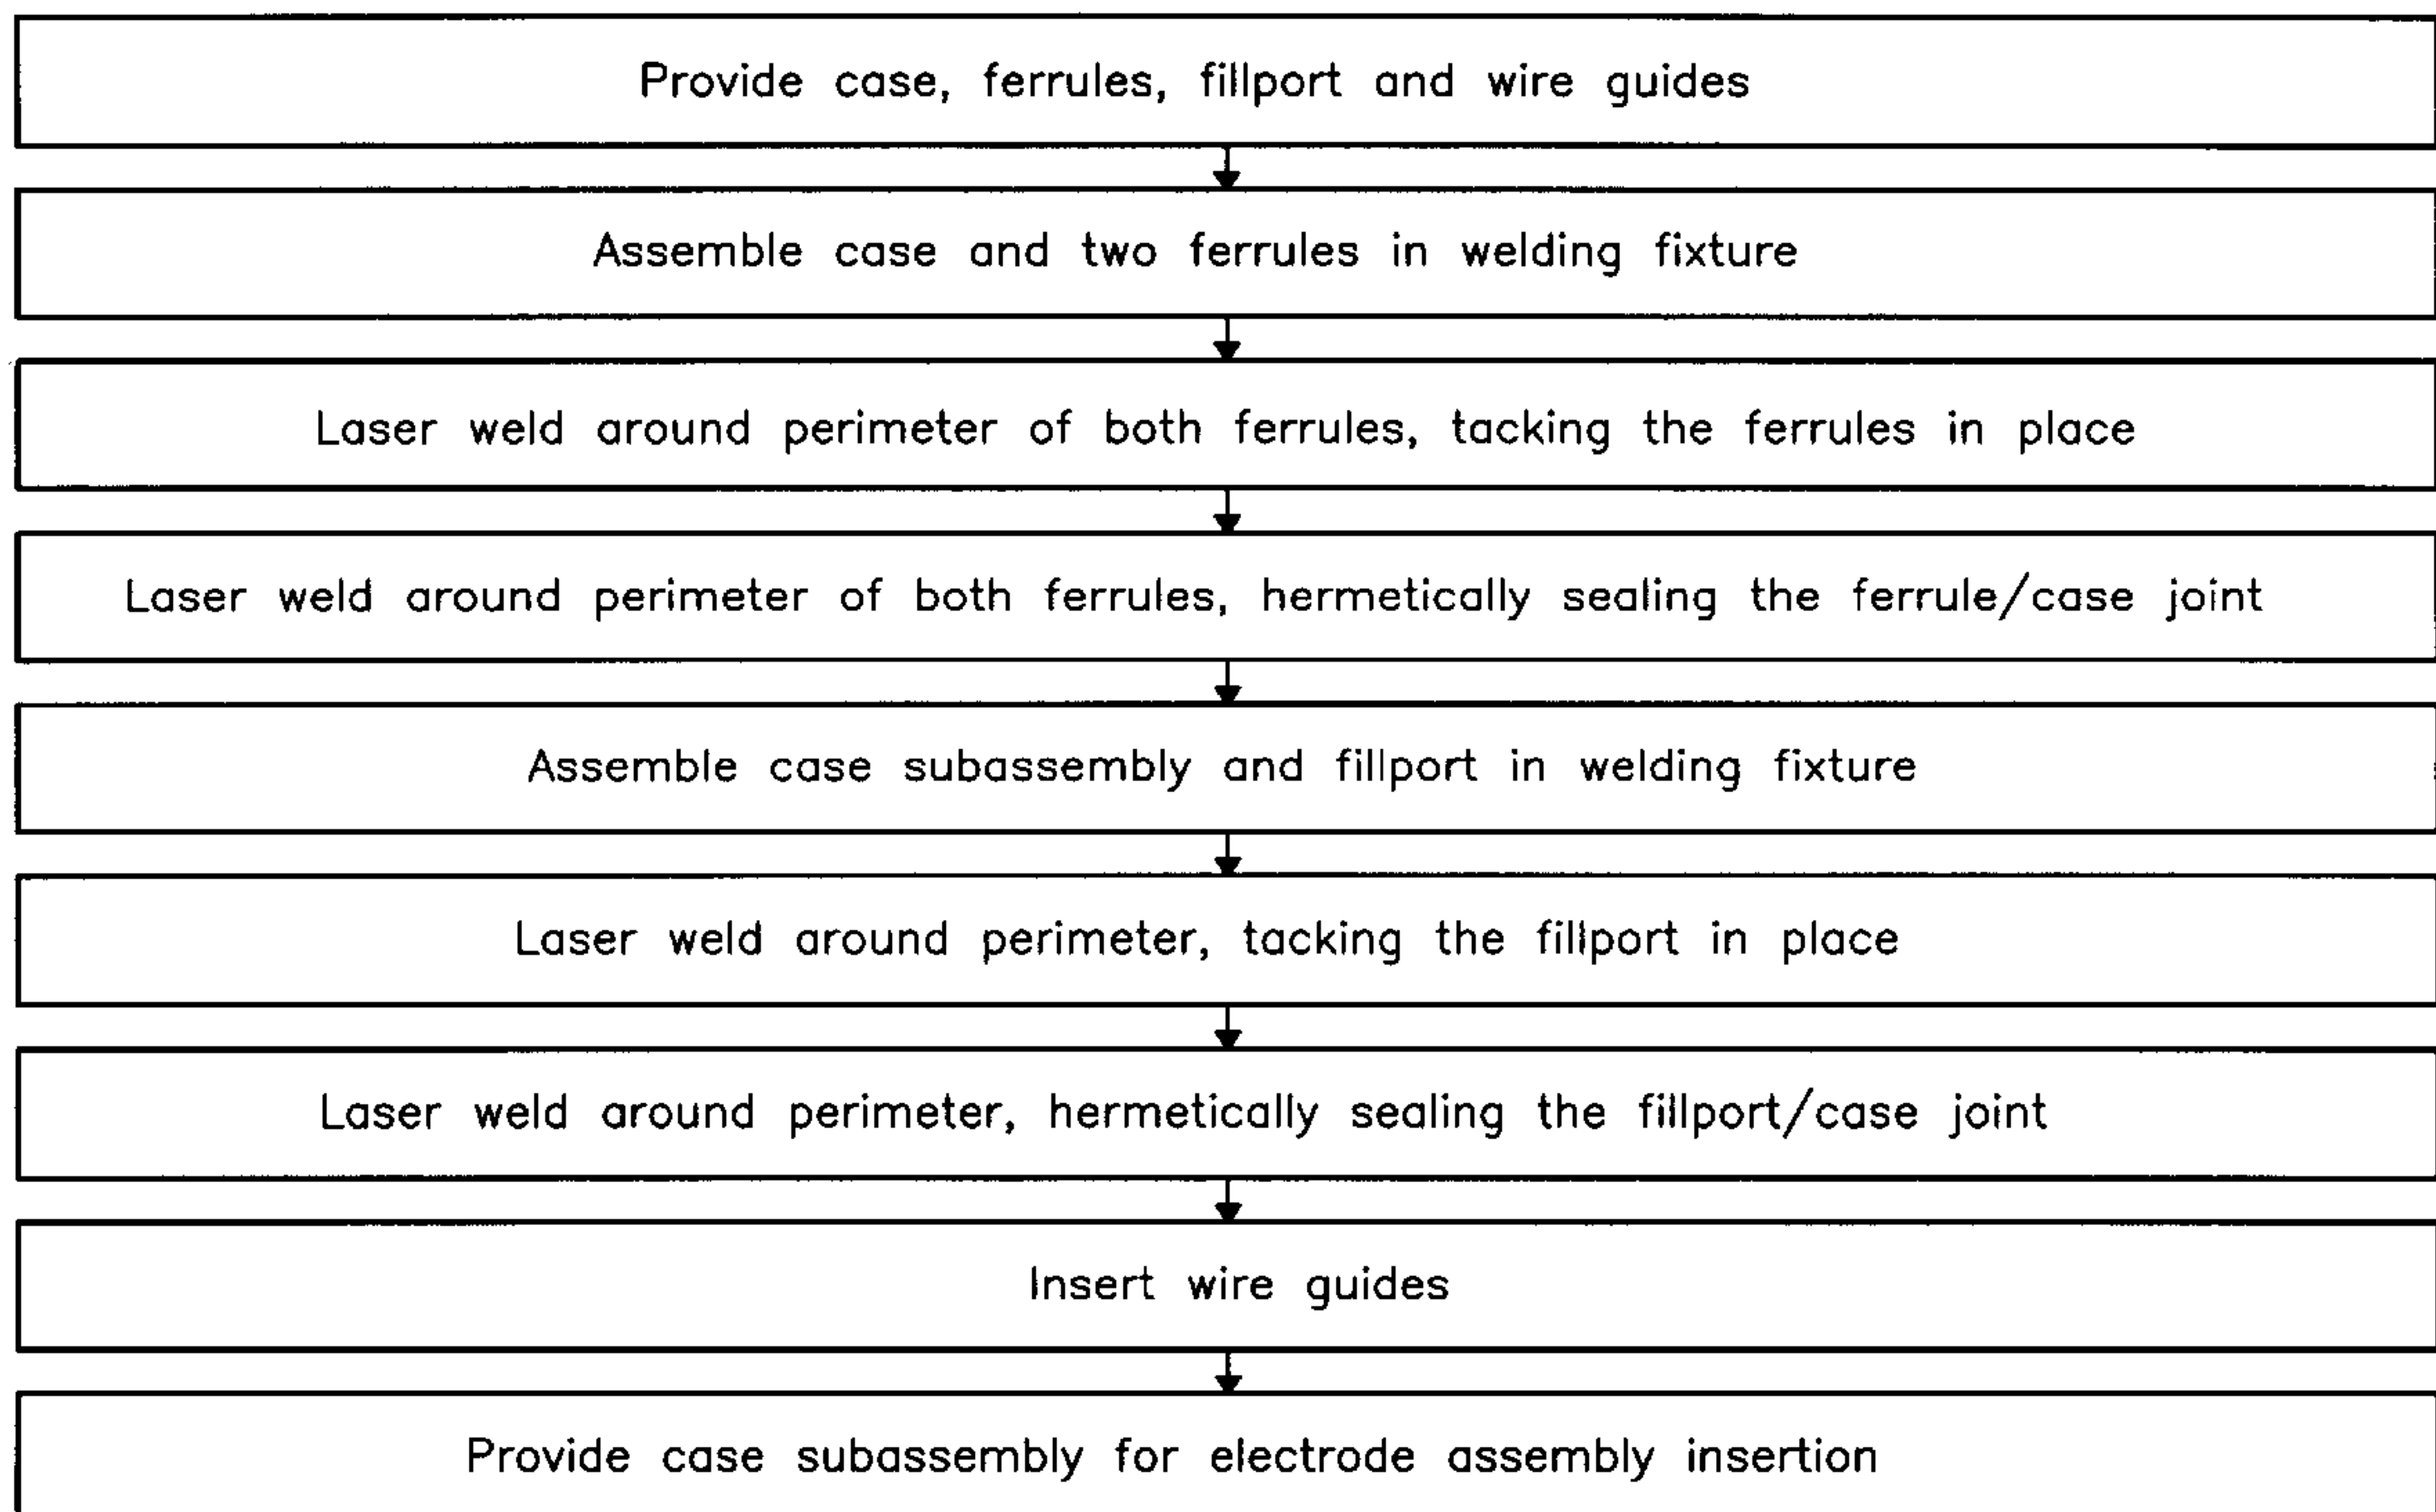 Provide case, ferrules, fillport and wire guides
Assemble case and two ferrules in welding fixture
Laser weld around perimeter of both ferrules, tacking the ferrules in place
Laser weld around perimeter of both ferrules, hermetically sealing the ferrule/case joint
Assemble case subassembly and fillport in welding fixture
Laser weld around perimeter, tacking the fillport in place
Laser weld around perimeter, hermetically sealing the fillport/case joint
Insert wire guides
Provide case subassembly for electrode assembly insertion